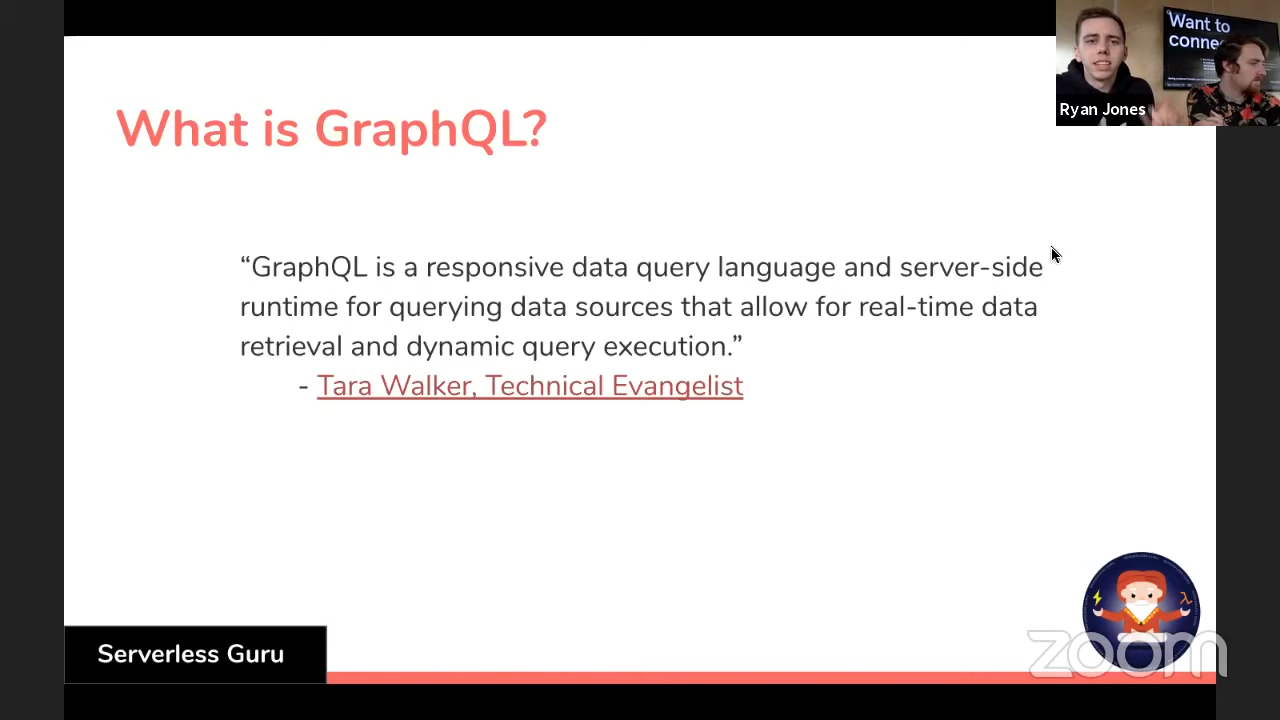 Want to
Ryan Jones
What is GraphQL?
“GraphQL is a responsive data query language and server-side
runtime for querying data sources that allow for real-time data
retrieval and dynamic query execution.”
- Tara Walker, Technical Evangelist
Serverless Guru
zoom